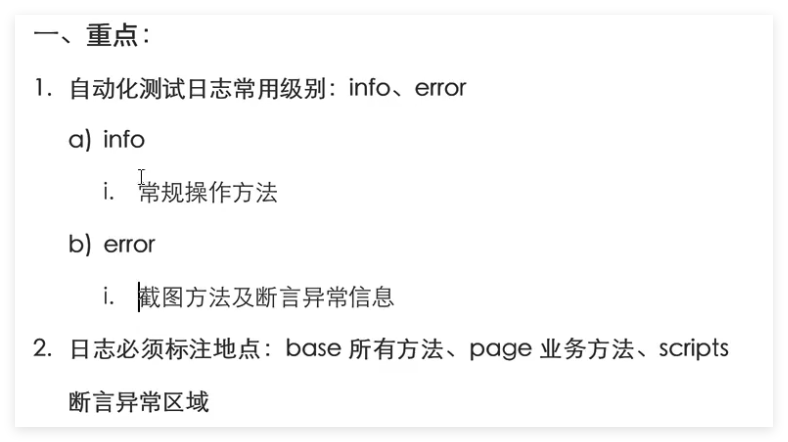 一、重点：
1. 自动化测试日志常用级别：info、error
a) info
i. 常规操作方法
b) error
i. 截图方法及断言异常信息
2. 日志必须标注地点：base 所有方法、page 业务方法、scripts
断言异常区域